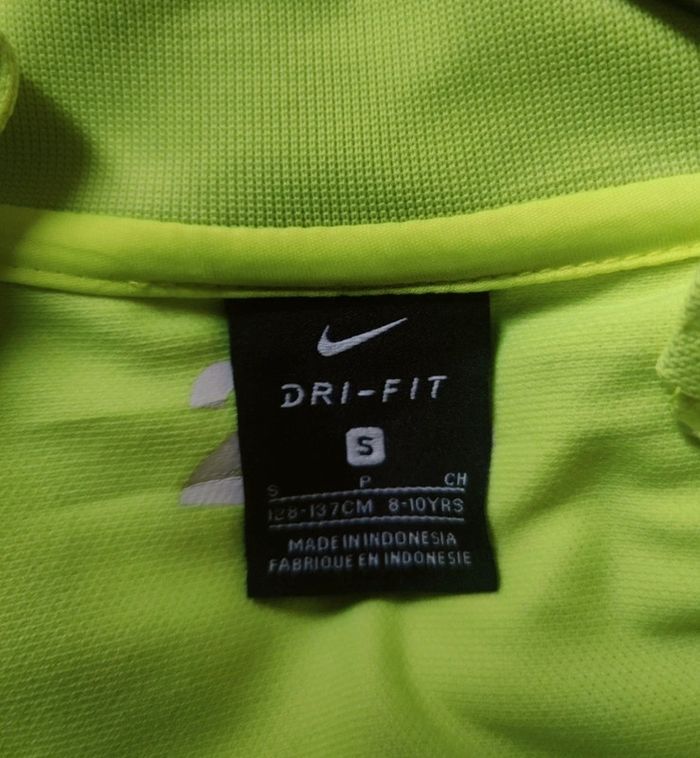 DRI-FIT
S
S P CH
128-137CM 8-10YRS
MADE IN INDONESIA
FABRIQUE EN INDONESIE